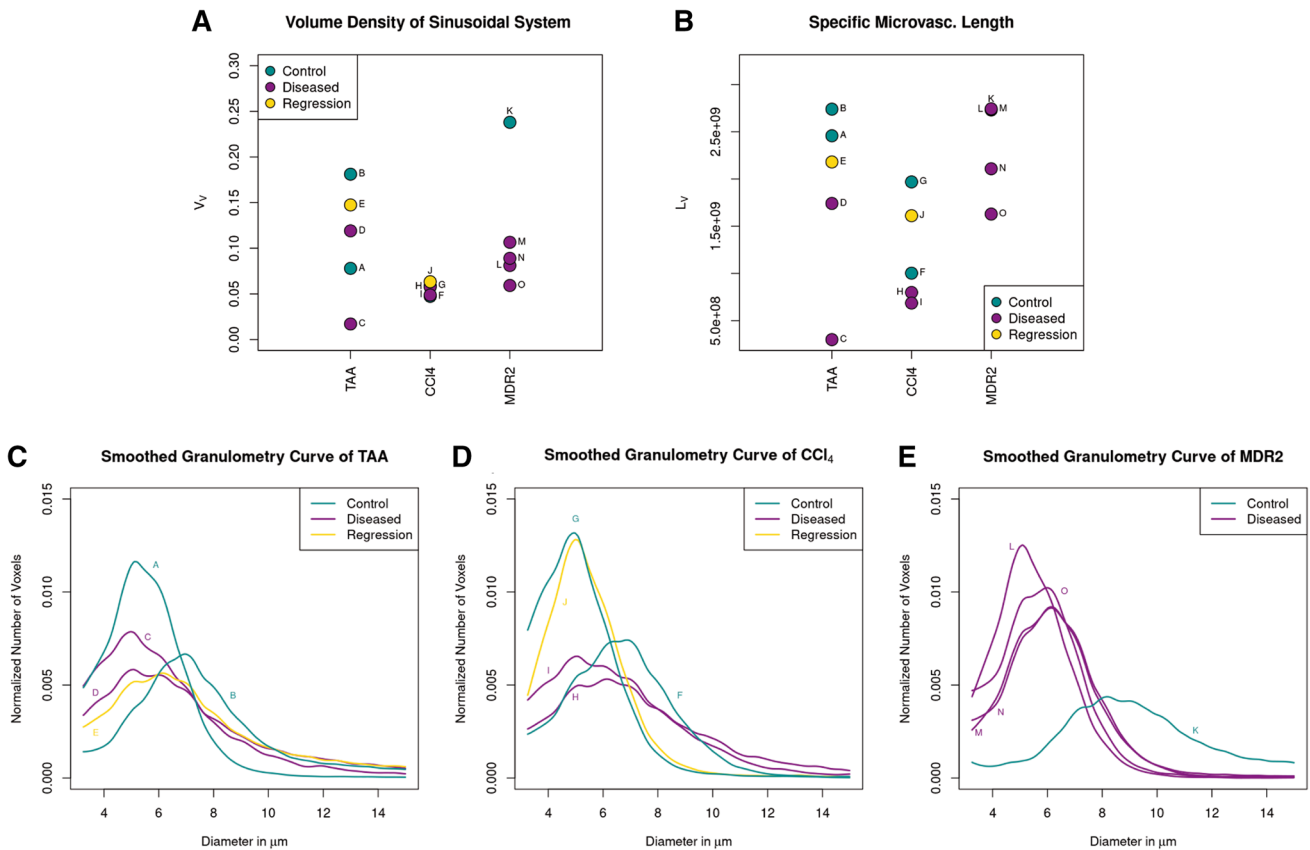 A
Volume Density of Sinusoidal System
V_V
0.30
0.25
0.20
0.15
0.10
0.05
0.00
Control
Diseased
Regression
B
E
D
A
C
J
H
G
I
F
K
M
N
L
O
TAA
CCl4
MDR2
B
Specific Microvasc. Length
L_V
2.5e+09
1.5e+09
5.0e+08
B
A
E
D
C
G
J
F
H
I
K
L
M
N
O
Control
Diseased
Regression
TAA
CCl4
MDR2
C
Smoothed Granulometry Curve of TAA
Normalized Number of Voxels
0.015
0.010
0.005
0.000
Control
Diseased
Regression
A
C
D
B
E
4 6 8 10 12 14
Diameter in μm
D
Smoothed Granulometry Curve of CCl₄
Normalized Number of Voxels
0.015
0.010
0.005
0.000
Control
Diseased
Regression
G
J
I
H
F
4 6 8 10 12 14
Diameter in μm
E
Smoothed Granulometry Curve of MDR2
Normalized Number of Voxels
0.015
0.010
0.005
0.000
Control
Diseased
L
O
N
M
K
4 6 8 10 12 14
Diameter in μm